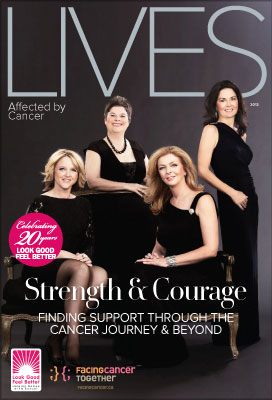 LIVES
Affected by
Cancer
2012
Celebrating
20 years
LOOK GOOD
FEEL BETTER
Strength & Courage
FINDING SUPPORT THROUGH THE
CANCER JOURNEY & BEYOND
Look Good
Feel Better
FACINGCANCER
TOGETHER